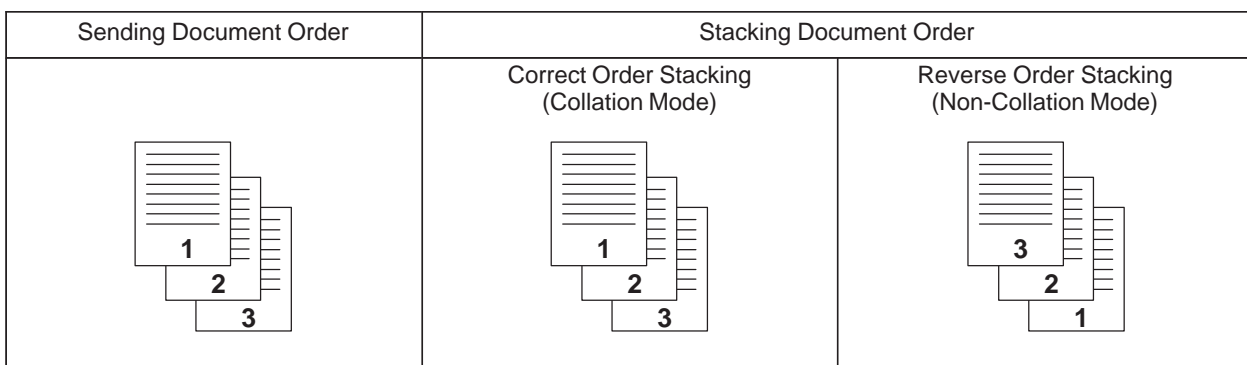 Sending Document Order
Stacking Document Order
Correct Order Stacking
(Collation Mode)
Reverse Order Stacking
(Non-Collation Mode)
1
2
3
1
2
3
3
2
1